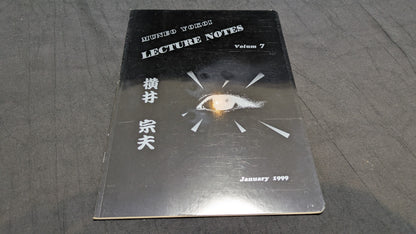 MUNEO YOKOI
LECTURE NOTES
Volum 7
横井
宗夫
January 1999